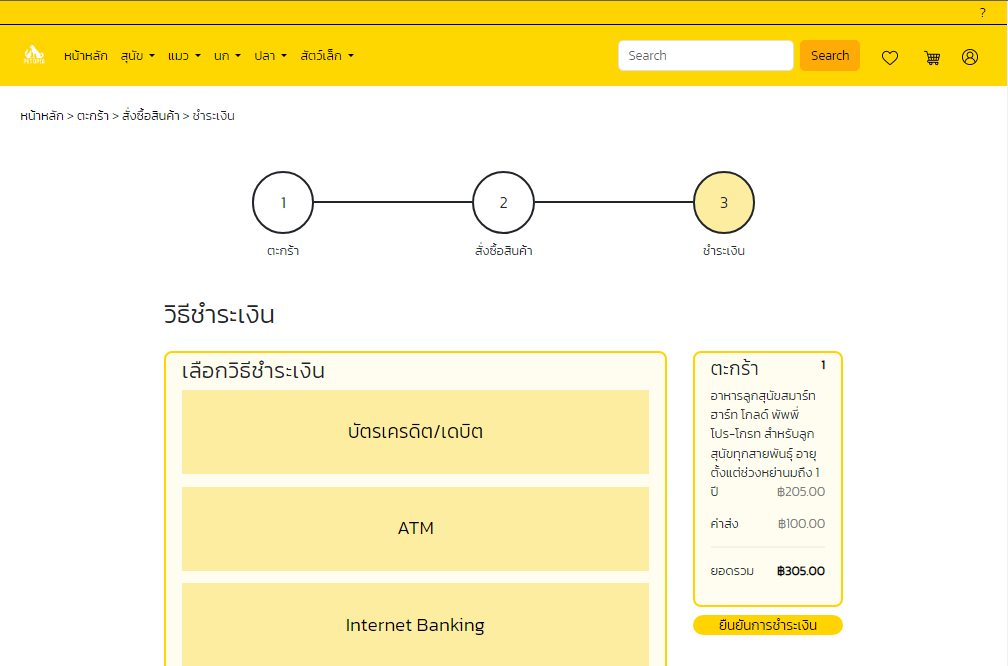 ?
PETOPIA
หน้าหลัก สุนัข แมว นก ปลา สัตว์เล็ก Search Search
หน้าหลัก > ตะกร้า > สั่งซื้อสินค้า > ชำระเงิน
1 2 3
ตะกร้า สั่งซื้อสินค้า ชำระเงิน
วิธีชำระเงิน
เลือกวิธีชำระเงิน
บัตรเครดิต/เดบิต
ATM
Internet Banking
ตะกร้า 1
อาหารลูกสุนัขสมาร์ท
ฮาร์ท โกลด์ พัพพี่
โปร-โกรท สำหรับลูก
สุนัขทุกสายพันธุ์ อายุ
ตั้งแต่ช่วงหย่านมถึง 1
ปี ฿205.00
ค่าส่ง ฿100.00
ยอดรวม ฿305.00
ยืนยันการชำระเงิน